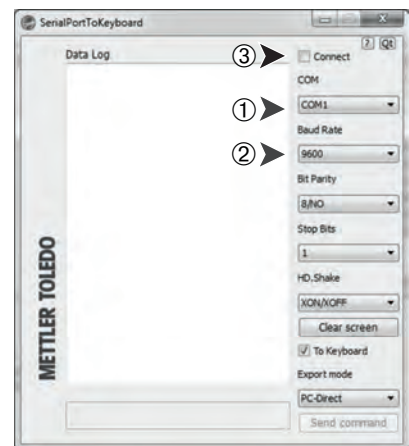 SerialPortToKeyboard
? Qt
Data Log
③ Connect
COM
① COM1
Baud Rate
② 9600
Bit Parity
8/NO
Stop Bits
1
HD.Shake
XON/XOFF
Clear screen
To Keyboard
Export mode
PC-Direct
Send command
METTLER TOLEDO